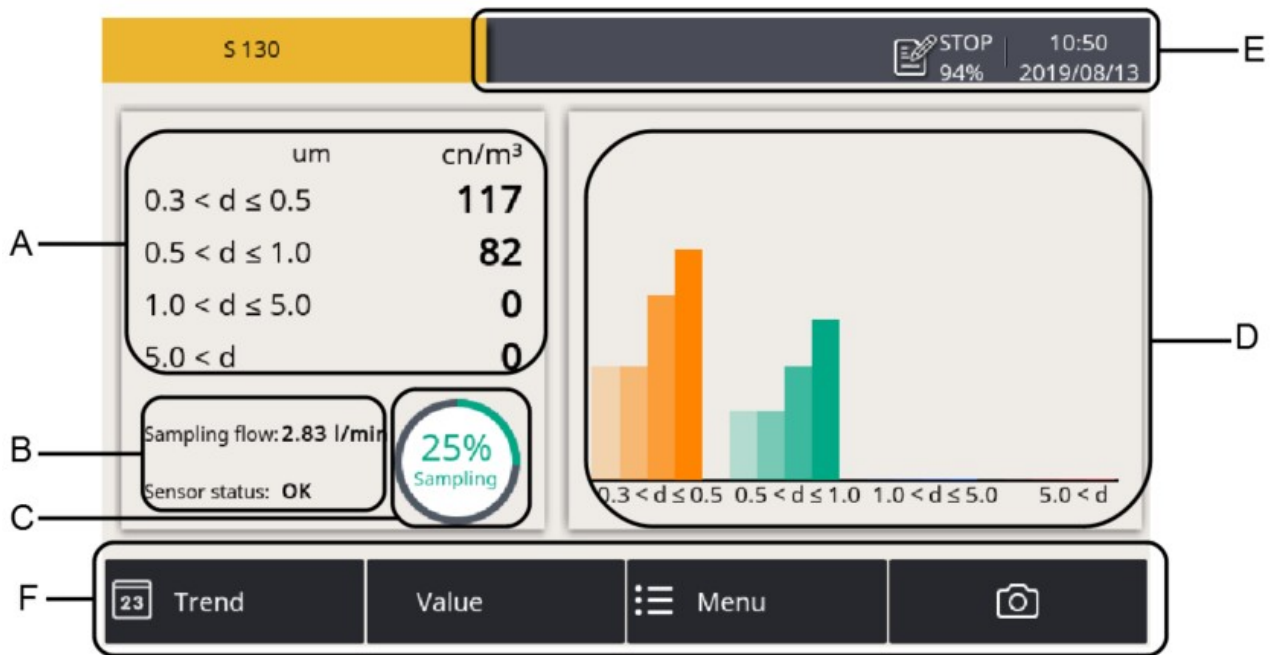 S 130
STOP
94%
10:50
2019/08/13
E
um cn/m³
0.3 < d ≤ 0.5 117
0.5 < d ≤ 1.0 82
1.0 < d ≤ 5.0 0
5.0 < d 0
A
Sampling flow: 2.83 l/min
Sensor status: OK
B
25%
Sampling
C
0.3 < d ≤ 0.5 0.5 < d ≤ 1.0 1.0 < d ≤ 5.0 5.0 < d
D
F
23 Trend Value Menu